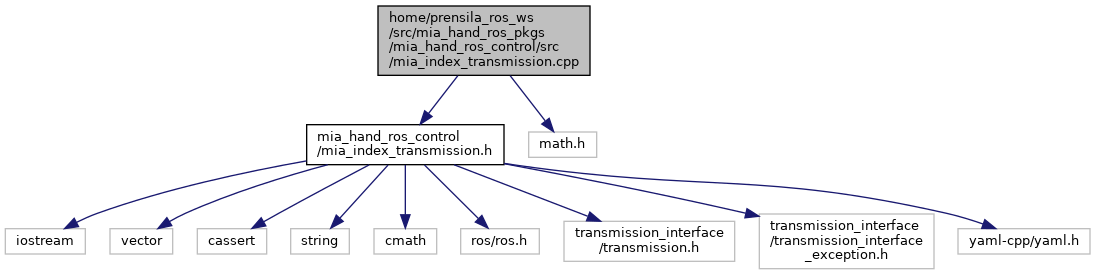 home/prensila_ros_ws
/src/mia_hand_ros_pkgs
/mia_hand_ros_control/src
/mia_index_transmission.cpp
mia_hand_ros_control
/mia_index_transmission.h
math.h
iostream
vector
cassert
string
cmath
ros/ros.h
transmission_interface
/transmission.h
transmission_interface
/transmission_interface
_exception.h
yaml-cpp/yaml.h